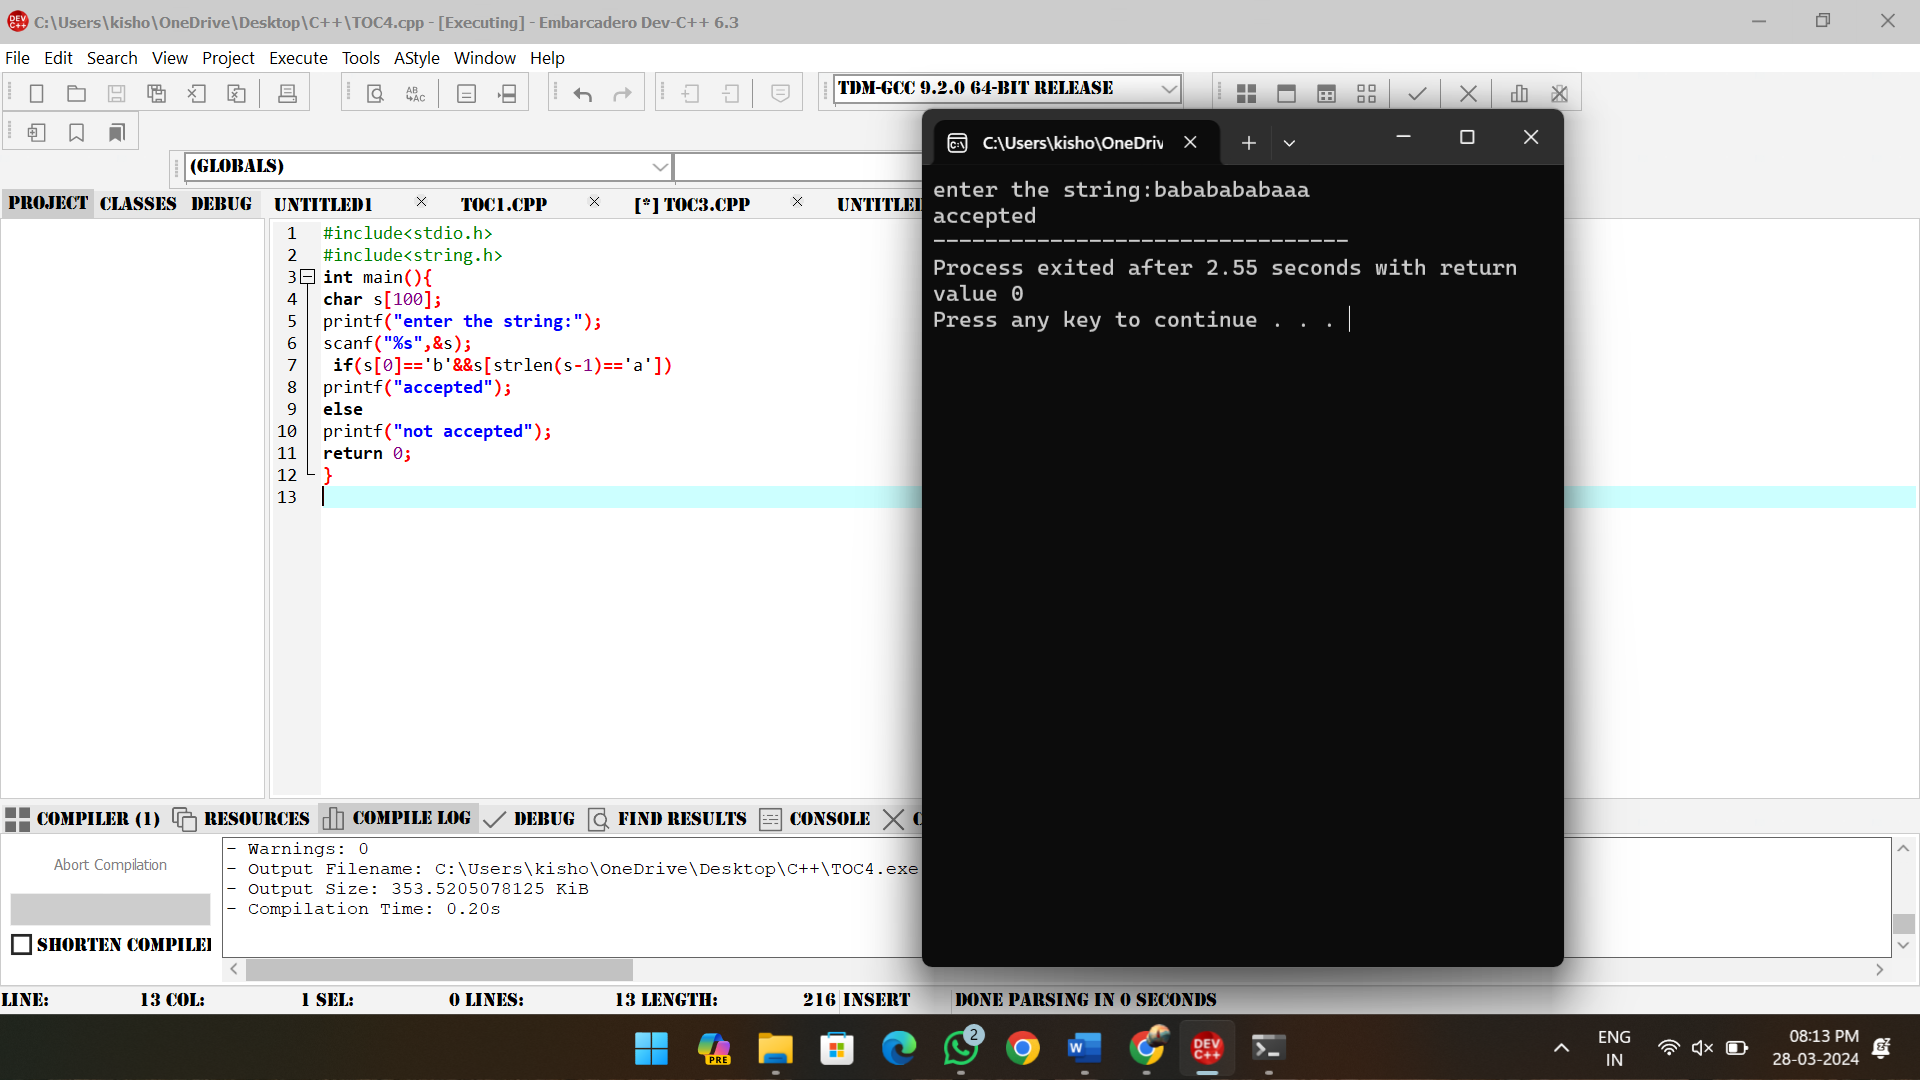 C:\Users\kisho\OneDrive\Desktop\C++\TOC4.cpp - [Executing] - Embarcadero Dev-C++ 6.3
File Edit Search View Project Execute Tools AStyle Window Help
TDM-GCC 9.2.0 64-BIT RELEASE
(GLOBALS)
PROJECT CLASSES DEBUG
UNTITLED1 TOC1.CPP [*] TOC3.CPP UNTITLED
1 #include<stdio.h>
2 #include<string.h>
3 int main(){
4 char s[100];
5 printf("enter the string:");
6 scanf("%s",&s);
7 if(s[0]=='b'&&s[strlen(s-1)=='a'])
8 printf("accepted");
9 else
10 printf("not accepted");
11 return 0;
12 }
13
C:\Users\kisho\OneDriv
enter the string:bababababaaa
accepted
--------------------------------
Process exited after 2.55 seconds with return
value 0
Press any key to continue . . .
COMPILER (1) RESOURCES COMPILE LOG DEBUG FIND RESULTS CONSOLE C
Abort Compilation
SHORTEN COMPILER
- Warnings: 0
- Output Filename: C:\Users\kisho\OneDrive\Desktop\C++\TOC4.exe
- Output Size: 353.5205078125 KiB
- Compilation Time: 0.20s
LINE: 13 COL: 1 SEL: 0 LINES: 13 LENGTH: 216 INSERT DONE PARSING IN 0 SECONDS
PRE
2
W
DEV
C++
ENG
IN
08:13 PM
28-03-2024